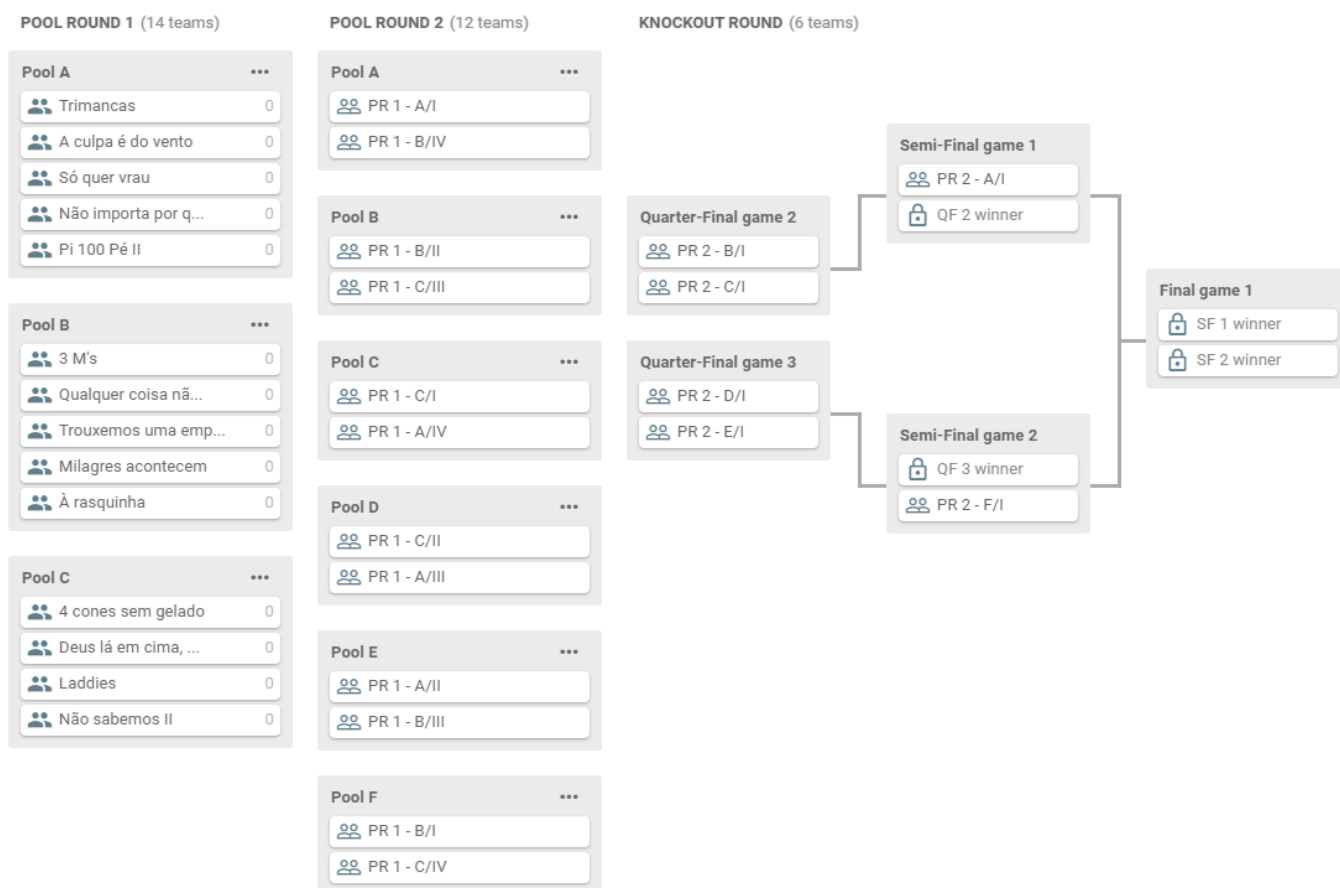 POOL ROUND 1 (14 teams)
Pool A
Trimancas 0
A culpa é do vento 0
Só quer vrau 0
Não importa por q... 0
Pi 100 Pé II 0
Pool B
3 M's 0
Qualquer coisa nã... 0
Trouxemos uma emp... 0
Milagres acontecem 0
À rasquinha 0
Pool C
4 cones sem gelado 0
Deus lá em cima, ... 0
Laddies 0
Não sabemos II 0
POOL ROUND 2 (12 teams)
Pool A
PR 1 - A/I
PR 1 - B/IV
Pool B
PR 1 - B/II
PR 1 - C/III
Pool C
PR 1 - C/I
PR 1 - A/IV
Pool D
PR 1 - C/II
PR 1 - A/III
Pool E
PR 1 - A/II
PR 1 - B/III
Pool F
PR 1 - B/I
PR 1 - C/IV
KNOCKOUT ROUND (6 teams)
Quarter-Final game 2
PR 2 - B/I
PR 2 - C/I
Quarter-Final game 3
PR 2 - D/I
PR 2 - E/I
Semi-Final game 1
PR 2 - A/I
QF 2 winner
Semi-Final game 2
QF 3 winner
PR 2 - F/I
Final game 1
SF 1 winner
SF 2 winner